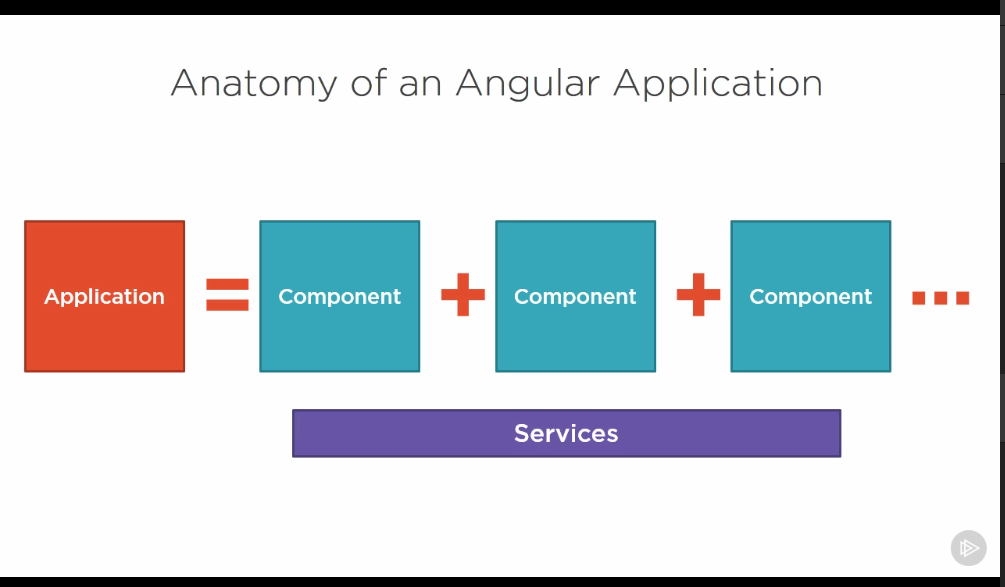 Anatomy of an Angular Application
Application = Component + Component + Component ...
Services